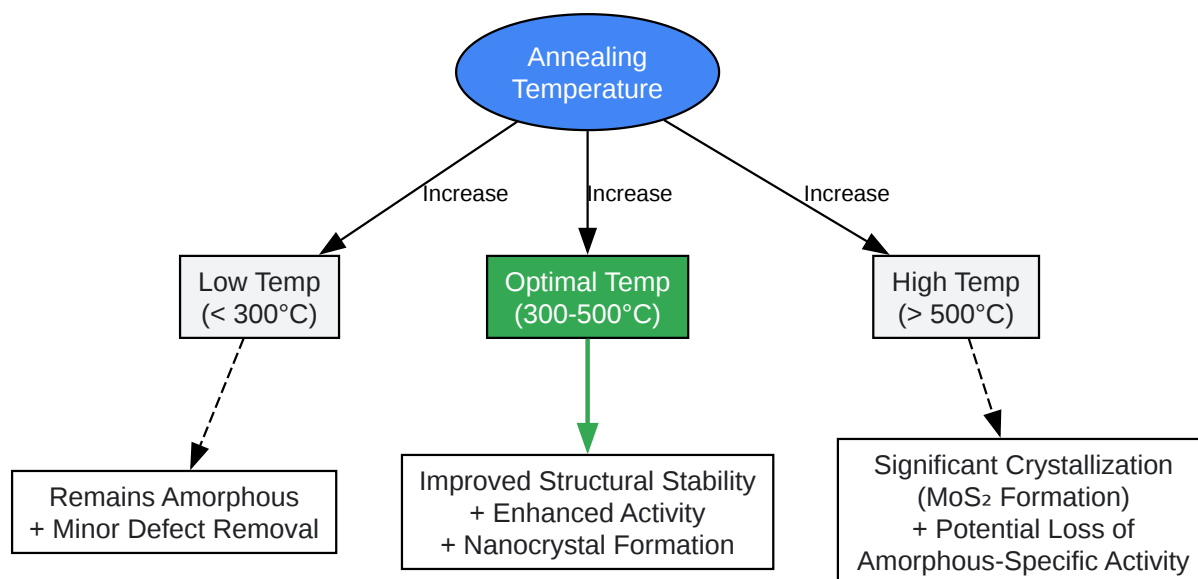 Annealing
Temperature
Increase
Increase
Increase
Low Temp
(< 300°C)
Optimal Temp
(300-500°C)
High Temp
(> 500°C)
Remains Amorphous
+ Minor Defect Removal
Improved Structural Stability
+ Enhanced Activity
+ Nanocrystal Formation
Significant Crystallization
(MoS₂ Formation)
+ Potential Loss of
Amorphous-Specific Activity